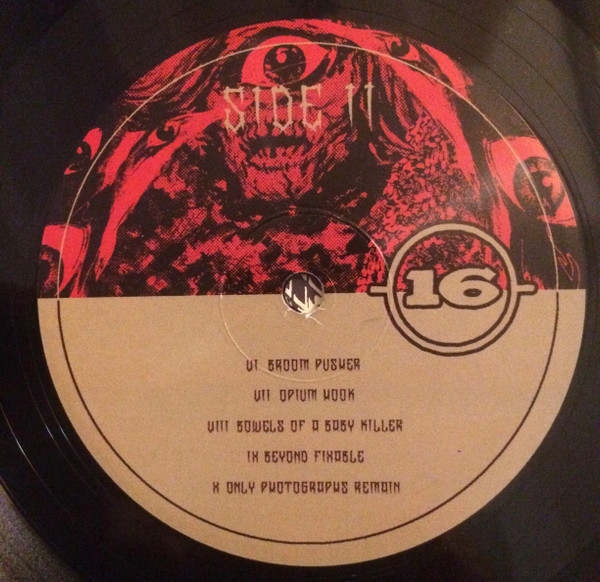 SIDE II
16
VI BROOM PUSHER
VII OPIUM HOOK
VIII BOWELS OF A BABY KILLER
IX BEYOND FIXABLE
X ONLY PHOTOGRAPHS REMAIN